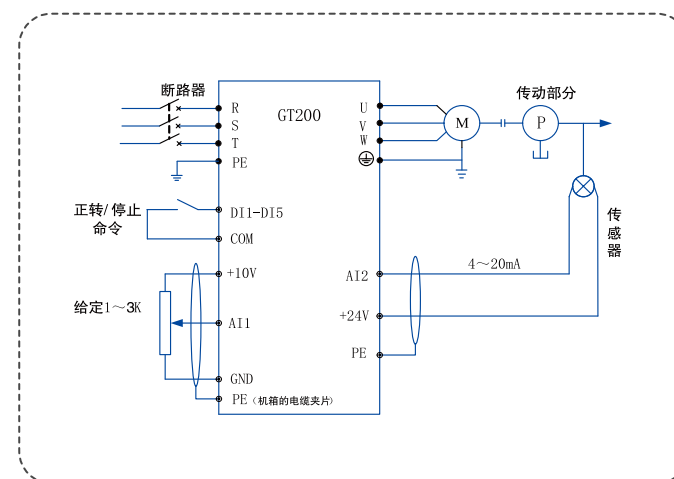 断路器
R
S
T
PE
GT200
U
V
W
M
P
传动部分
正转/停止
命令
DI1-DI5
COM
给定1～3K
+10V
AI1
GND
PE（机箱的电缆夹片）
AI2
+24V
PE
4～20mA
传感器